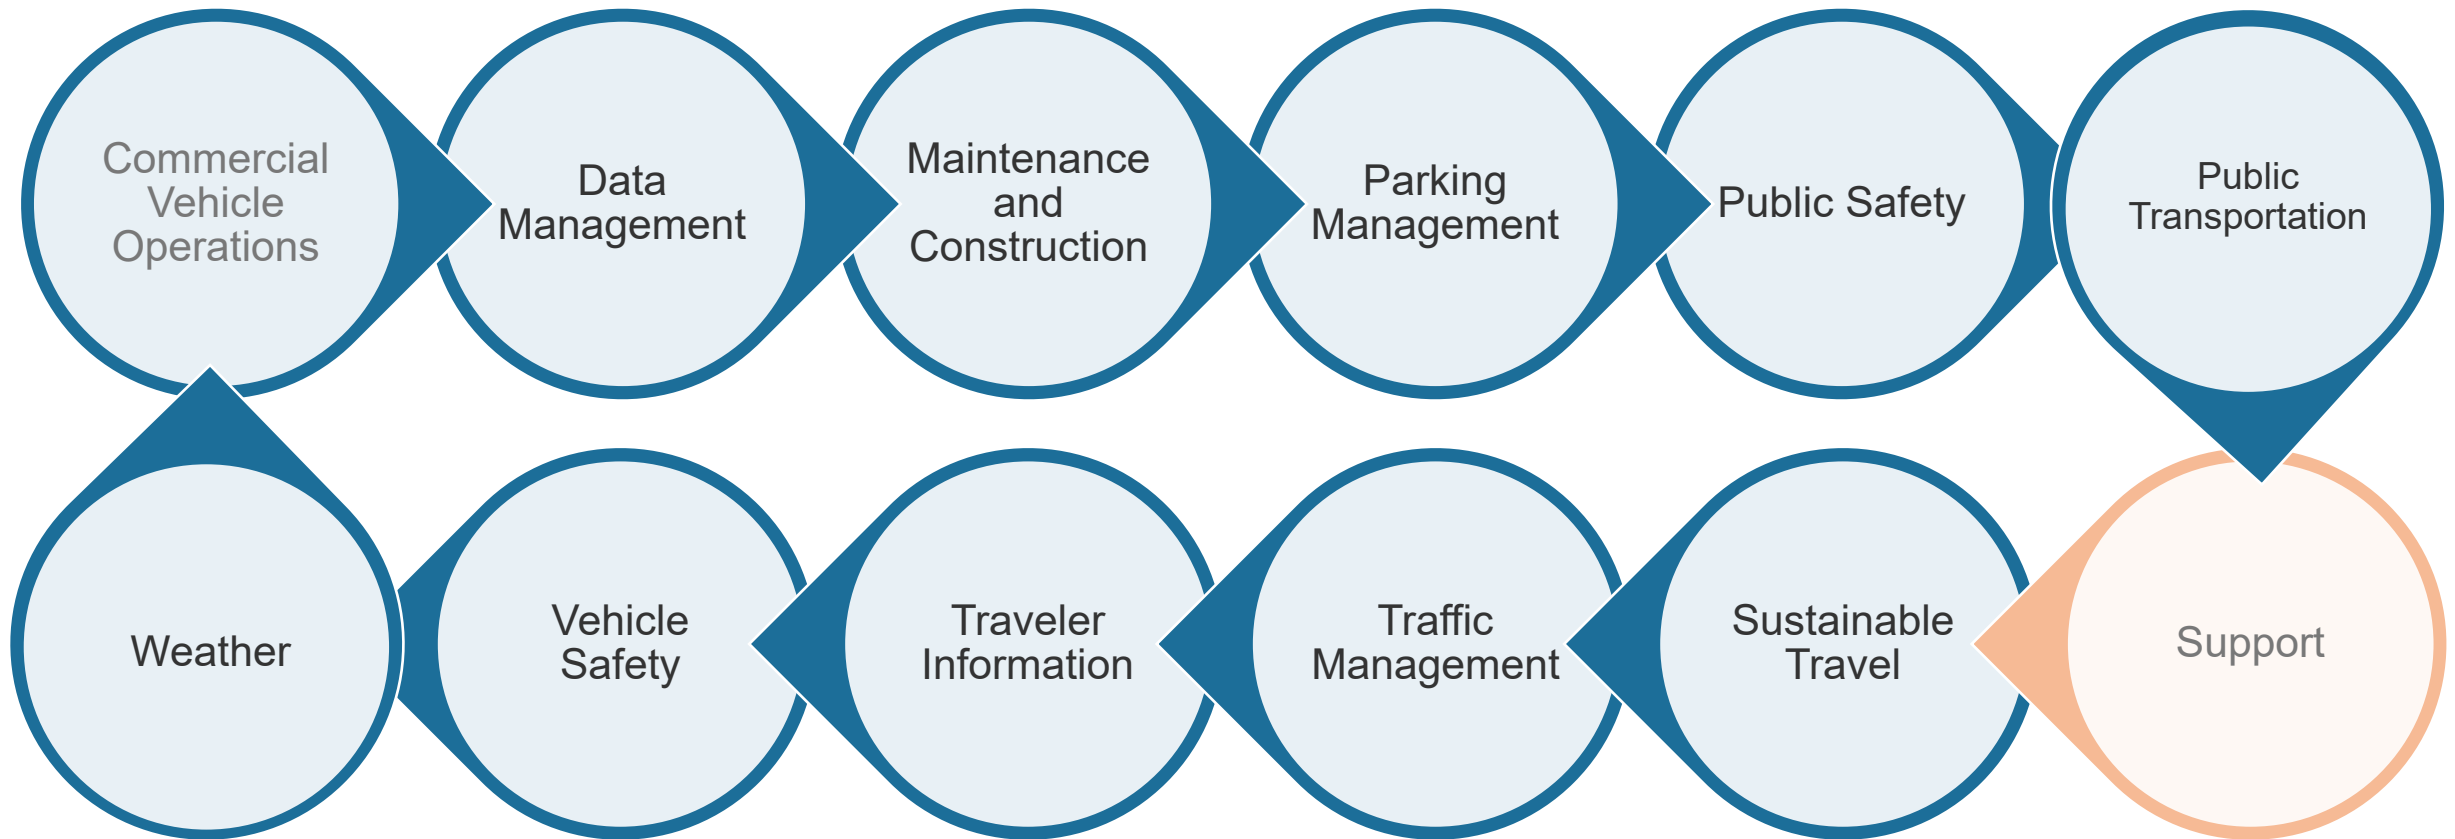 Commercial
Vehicle
Operations
Data
Management
Maintenance
and
Construction
Parking
Management
Public Safety
Public
Transportation
Weather
Vehicle
Safety
Traveler
Information
Traffic
Management
Sustainable
Travel
Support